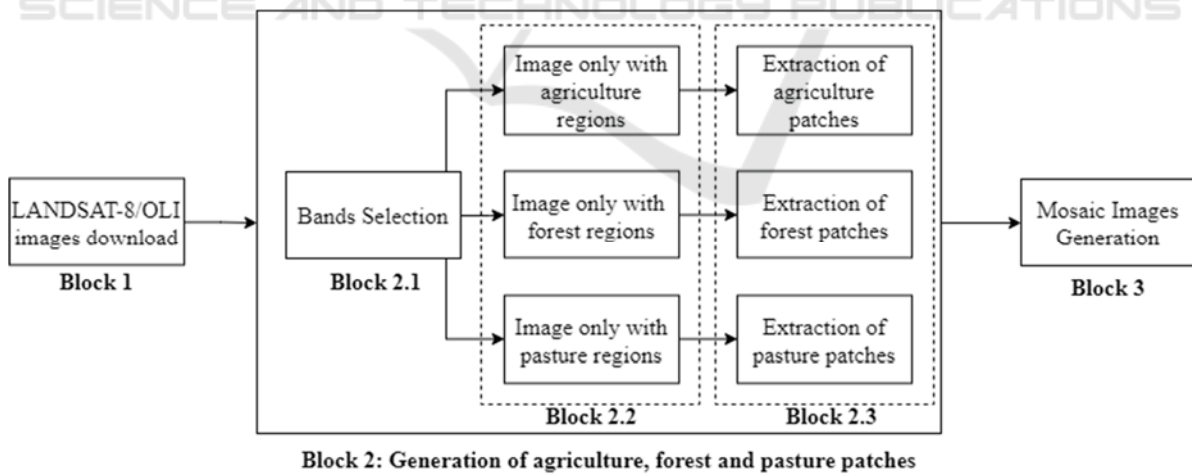 SCIENCE AND TECHNOLOGY PUBLICATIONS
LANDSAT-8/OLI
images download
Block 1
Bands Selection
Block 2.1
Image only with
agriculture
regions
Image only with
forest regions
Image only with
pasture regions
Block 2.2
Extraction of
agriculture
patches
Extraction of
forest patches
Extraction of
pasture patches
Block 2.3
Mosaic Images
Generation
Block 3
Block 2: Generation of agriculture, forest and pasture patches